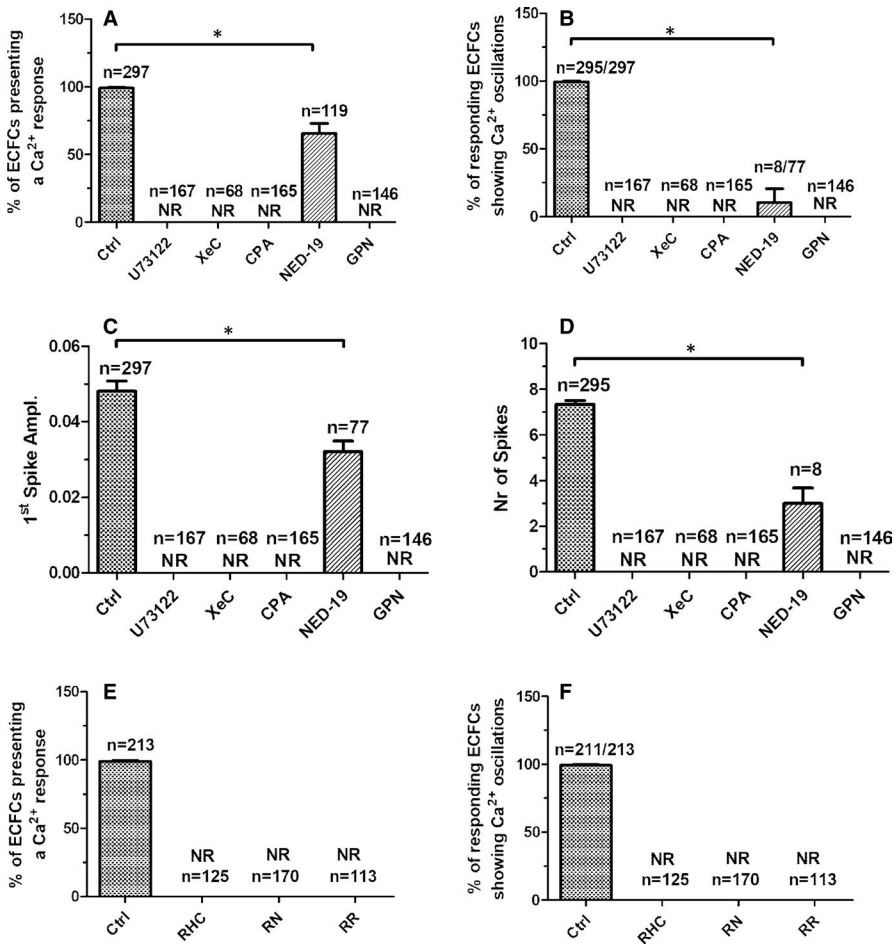 A
% of ECFCs presenting
a Ca²⁺ response
150
100
50
0
*
n=297
n=167
NR
n=68
NR
n=165
NR
n=119
n=146
NR
Ctrl
U73122
XeC
CPA
NED-19
GPN
B
% of responding ECFCs
showing Ca²⁺ oscillations
150
100
50
0
*
n=295/297
n=167
NR
n=68
NR
n=165
NR
n=8/77
n=146
NR
Ctrl
U73122
XeC
CPA
NED-19
GPN
C
1st Spike Ampl.
0.06
0.04
0.02
0.00
*
n=297
n=167
NR
n=68
NR
n=165
NR
n=77
n=146
NR
Ctrl
U73122
XeC
CPA
NED-19
GPN
D
Nr of Spikes
10
8
6
4
2
0
*
n=295
n=167
NR
n=68
NR
n=165
NR
n=8
n=146
NR
Ctrl
U73122
XeC
CPA
NED-19
GPN
E
% of ECFCs presenting
a Ca²⁺ response
150
100
50
0
n=213
NR
n=125
NR
n=170
NR
n=113
Ctrl
RHC
RN
RR
F
% of responding ECFCs
showing Ca²⁺ oscillations
150
100
50
0
n=211/213
NR
n=125
NR
n=170
NR
n=113
Ctrl
RHC
RN
RR